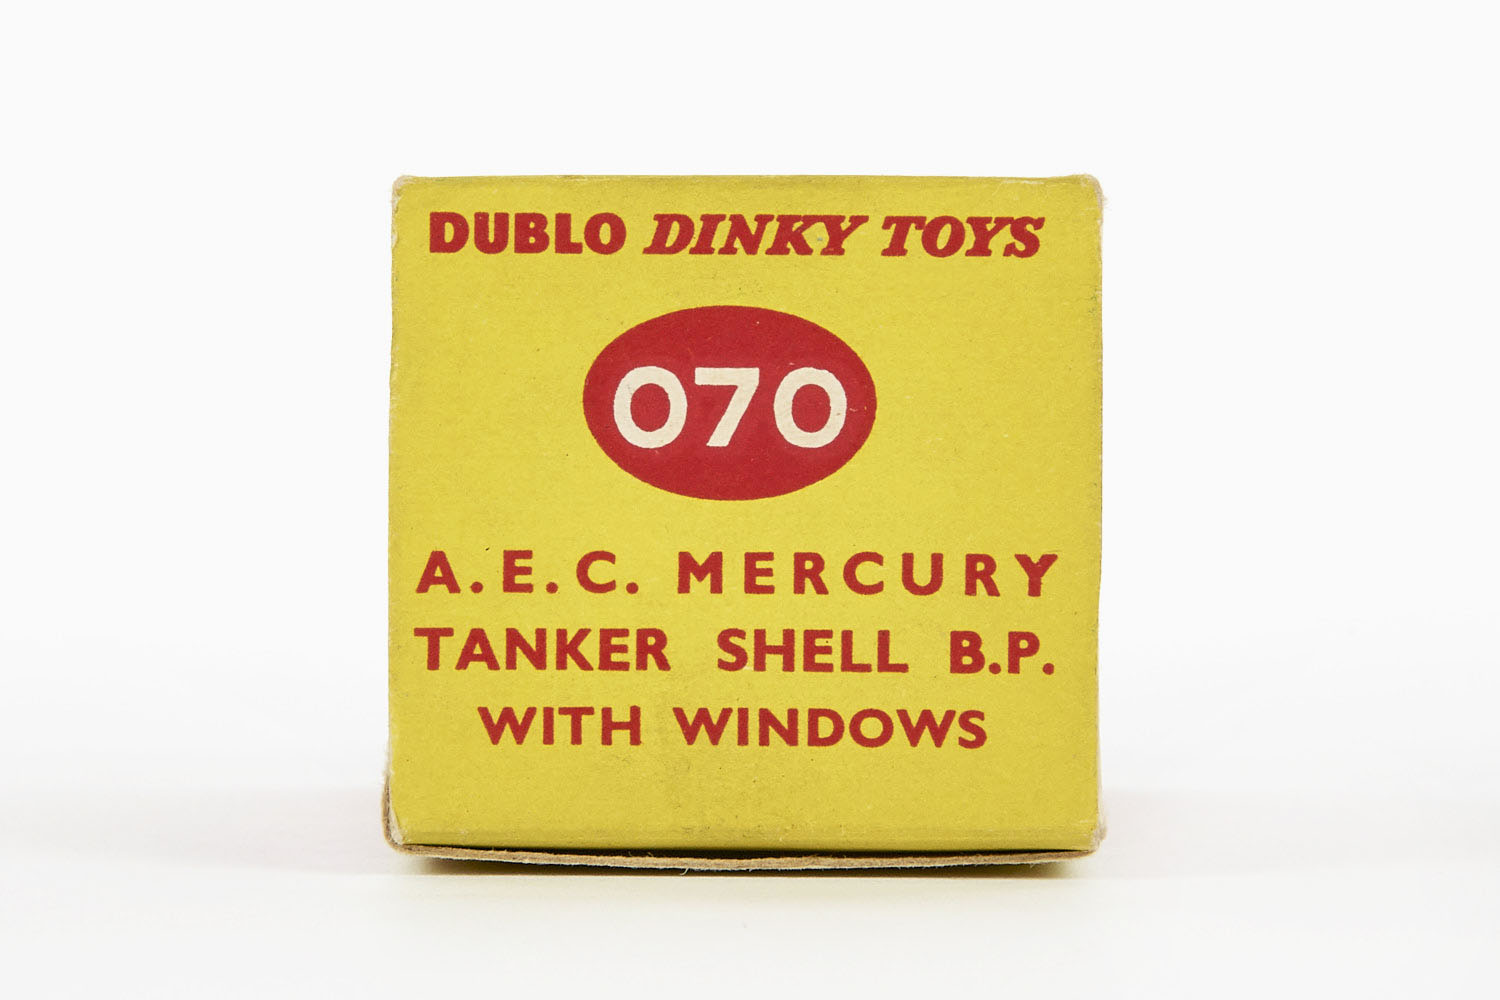 DUBLO DINKY TOYS
070
A.E.C. MERCURY
TANKER SHELL B.P.
WITH WINDOWS